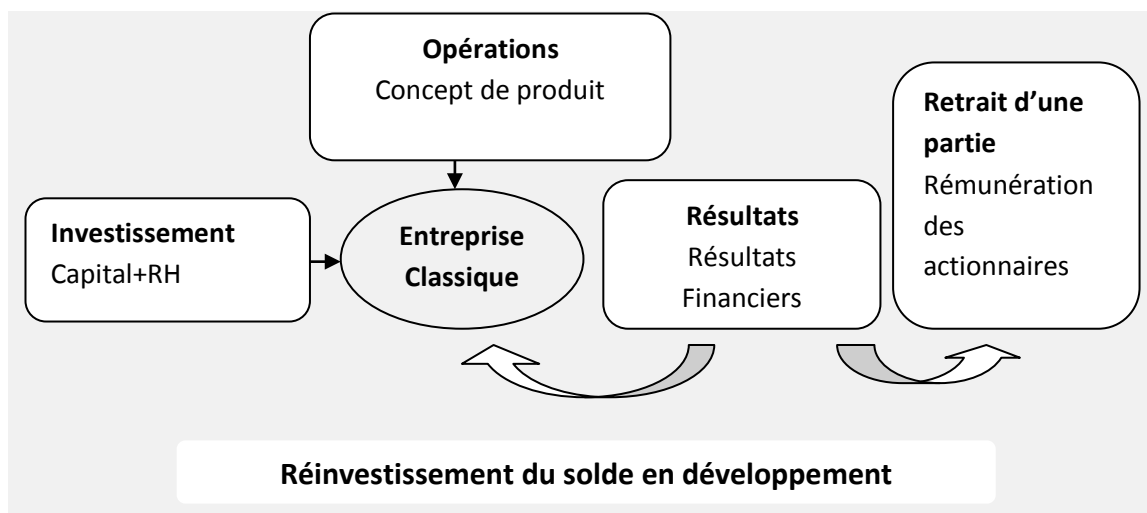 Opérations
Concept de produit
Investissement
Capital+RH
Entreprise
Classique
Résultats
Résultats
Financiers
Retrait d’une
partie
Rémunération
des
actionnaires
Réinvestissement du solde en développement